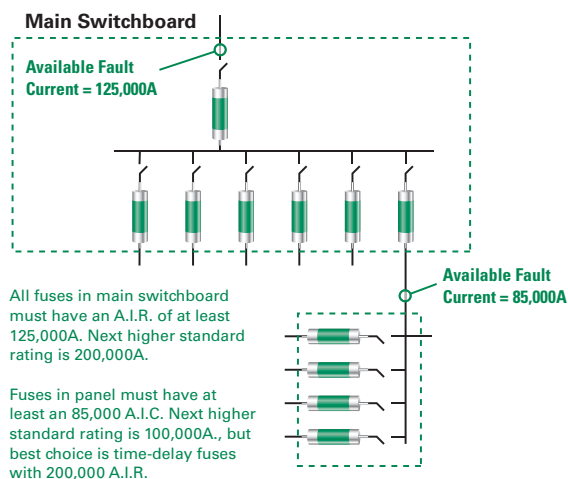 Main Switchboard
Available Fault
Current = 125,000A
Available Fault
Current = 85,000A
All fuses in main switchboard
must have an A.I.R. of at least
125,000A. Next higher standard
rating is 200,000A.
Fuses in panel must have at
least an 85,000 A.I.C. Next higher
standard rating is 100,000A., but
best choice is time-delay fuses
with 200,000 A.I.R.